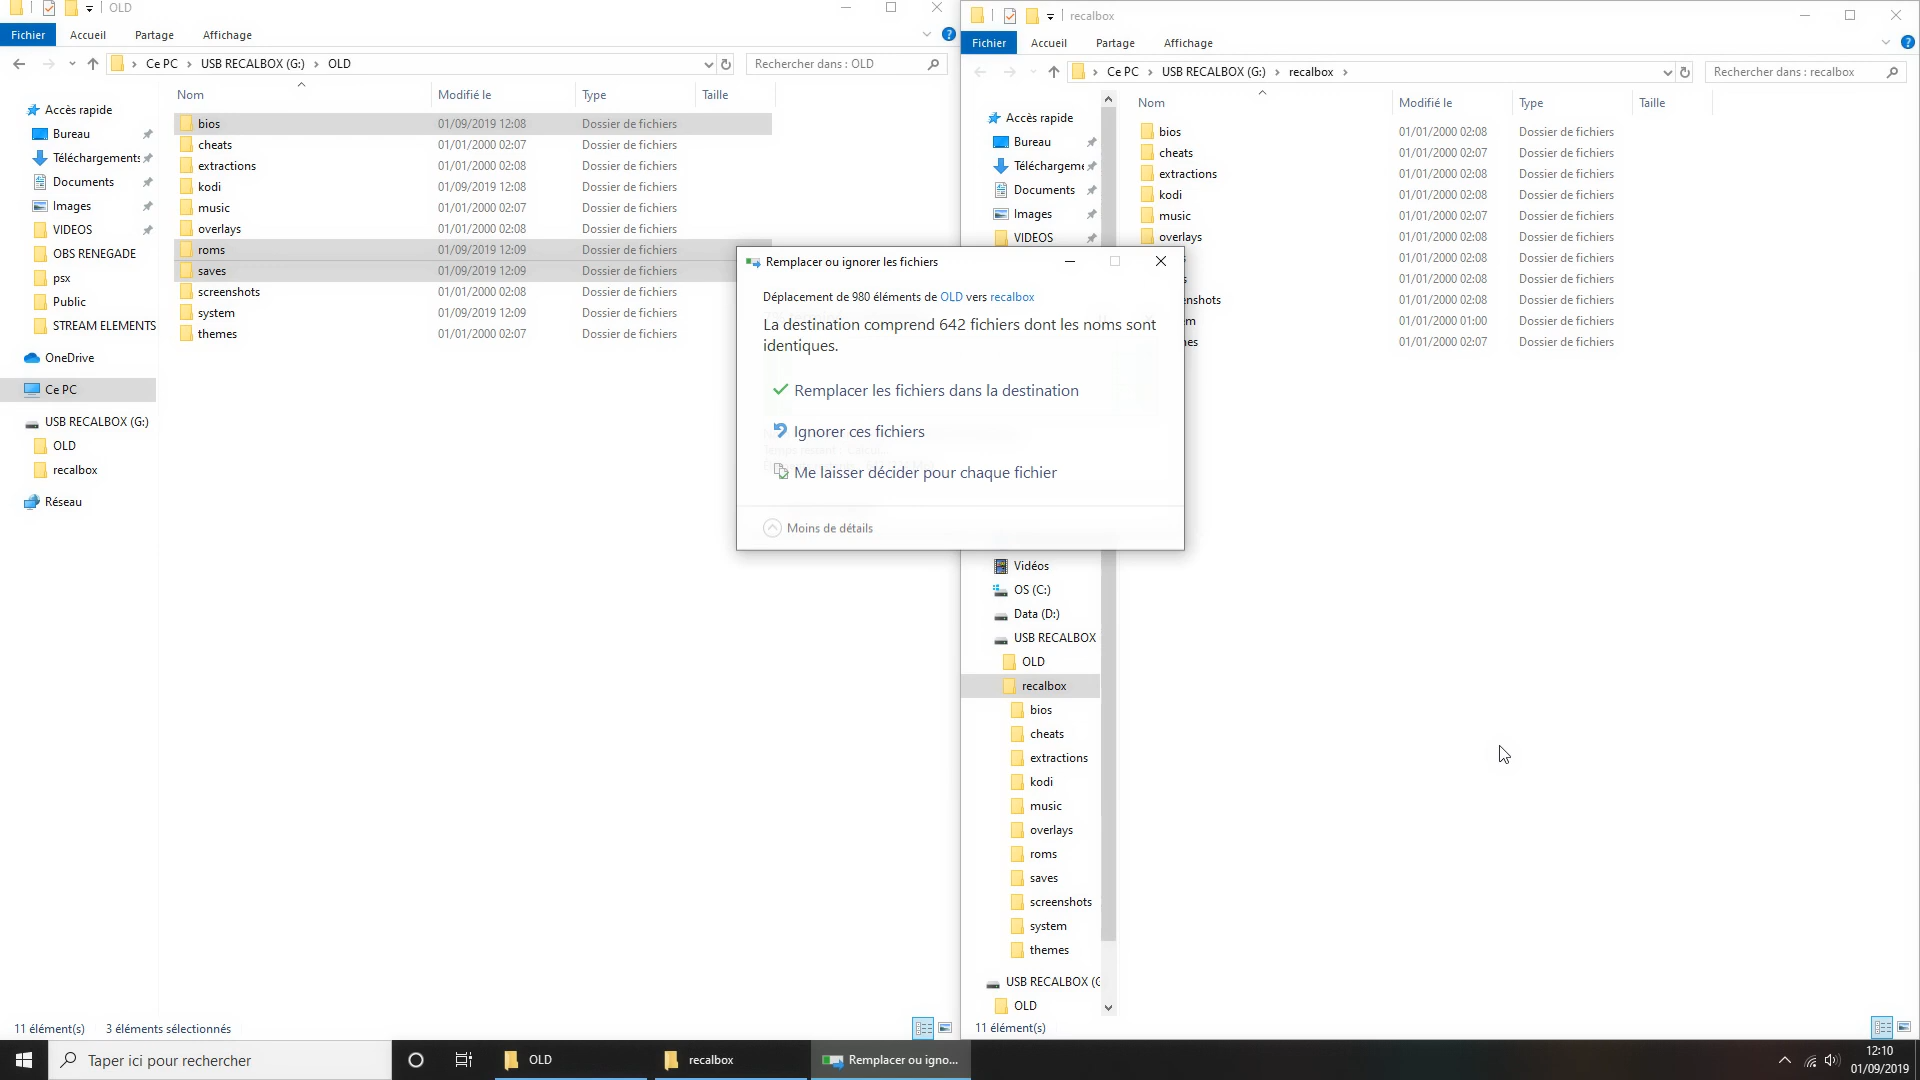 OLD
Fichier Accueil Partage Affichage
Ce PC USB RECALBOX (G:) OLD
Rechercher dans : OLD
Nom Modifié le Type Taille
Accès rapide
Bureau
Téléchargements
Documents
Images
VIDEOS
OBS RENEGADE
psx
Public
STREAM ELEMENTS
OneDrive
Ce PC
USB RECALBOX (G:)
OLD
recalbox
Réseau
bios 01/09/2019 12:08 Dossier de fichiers
cheats 01/01/2000 02:07 Dossier de fichiers
extractions 01/01/2000 02:08 Dossier de fichiers
kodi 01/09/2019 12:08 Dossier de fichiers
music 01/01/2000 02:07 Dossier de fichiers
overlays 01/01/2000 02:08 Dossier de fichiers
roms 01/09/2019 12:09 Dossier de fichiers
saves 01/09/2019 12:09 Dossier de fichiers
screenshots 01/01/2000 02:08 Dossier de fichiers
system 01/09/2019 12:09 Dossier de fichiers
themes 01/01/2000 02:07 Dossier de fichiers
11 élément(s) 3 éléments sélectionnés
recalbox
Fichier Accueil Partage Affichage
Ce PC USB RECALBOX (G:) recalbox
Rechercher dans : recalbox
Nom Modifié le Type Taille
Accès rapide
Bureau
Téléchargeme
Documents
Images
VIDEOS
bios 01/01/2000 02:08 Dossier de fichiers
cheats 01/01/2000 02:07 Dossier de fichiers
extractions 01/01/2000 02:08 Dossier de fichiers
kodi 01/01/2000 02:08 Dossier de fichiers
music 01/01/2000 02:07 Dossier de fichiers
overlays 01/01/2000 02:08 Dossier de fichiers
s 01/01/2000 02:08 Dossier de fichiers
s 01/01/2000 02:08 Dossier de fichiers
enshots 01/01/2000 02:08 Dossier de fichiers
em 01/01/2000 01:00 Dossier de fichiers
nes 01/01/2000 02:07 Dossier de fichiers
Remplacer ou ignorer les fichiers
Déplacement de 980 éléments de OLD vers recalbox
La destination comprend 642 fichiers dont les noms sont
identiques.
Remplacer les fichiers dans la destination
Ignorer ces fichiers
Me laisser décider pour chaque fichier
Moins de détails
Vidéos
OS (C:)
Data (D:)
USB RECALBOX
OLD
recalbox
bios
cheats
extractions
kodi
music
overlays
roms
saves
screenshots
system
themes
USB RECALBOX (G
OLD
11 élément(s)
Taper ici pour rechercher
OLD
recalbox
Remplacer ou igno...
12:10
01/09/2019